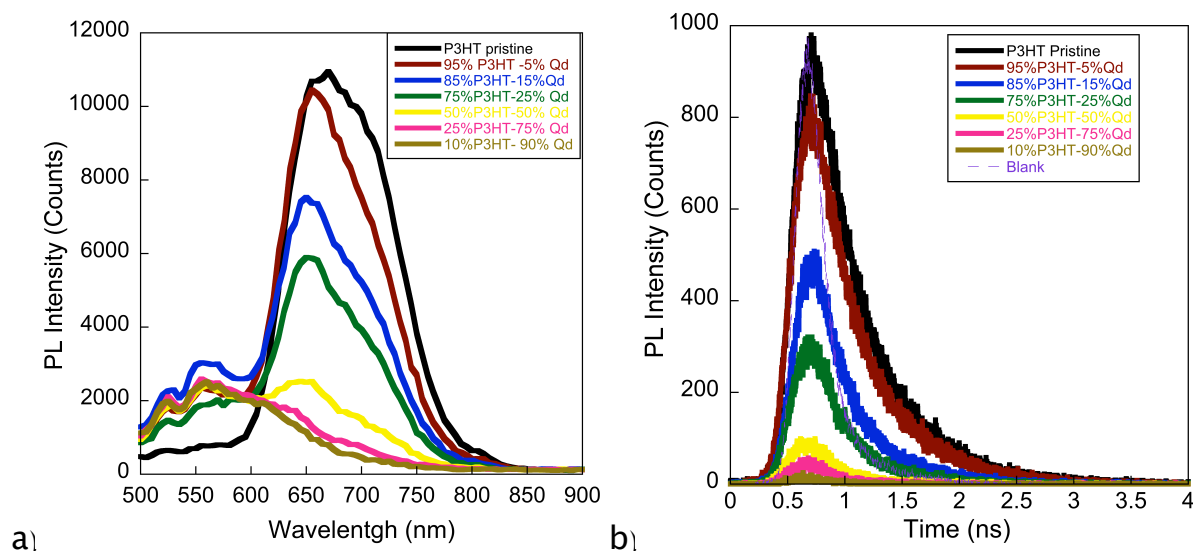 12000
10000
8000
6000
4000
2000
0
PL Intensity (Counts)
P3HT pristine
95% P3HT -5% Qd
85%P3HT-15%Qd
75%P3HT-25% Qd
50%P3HT-50% Qd
25%P3HT-75% Qd
10%P3HT- 90% Qd
500 550 600 650 700 750 800 850 900
Wavelentgh (nm)
a)
1000
800
600
400
200
0
PL Intensity (Counts)
P3HT Pristine
95%P3HT-5%Qd
85%P3HT-15%Qd
75%P3HT-25%Qd
50%P3HT-50%Qd
25%P3HT-75%Qd
10%P3HT-90%Qd
Blank
0 0.5 1 1.5 2 2.5 3 3.5 4
Time (ns)
b)